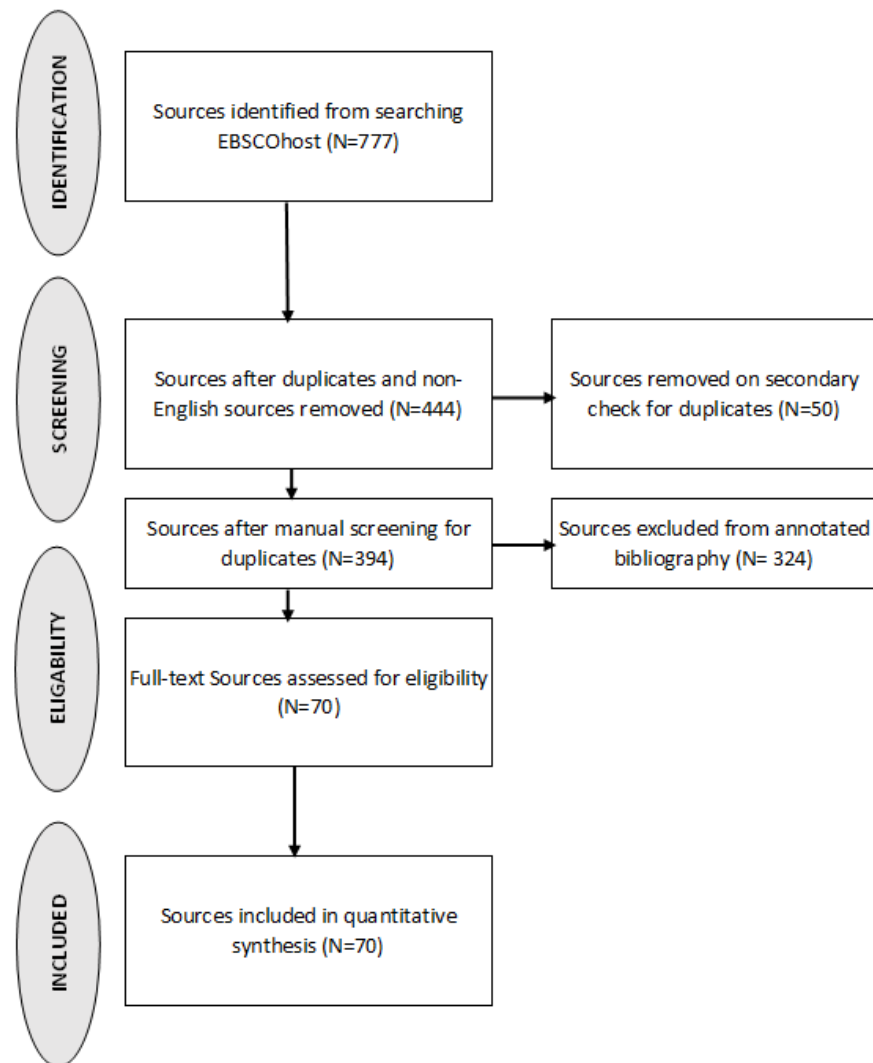 IDENTIFICATION
Sources identified from searching
EBSCOhost (N=777)
SCREENING
Sources after duplicates and non-
English sources removed (N=444)
Sources removed on secondary
check for duplicates (N=50)
Sources after manual screening for
duplicates (N=394)
Sources excluded from annotated
bibliography (N= 324)
ELIGABILITY
Full-text Sources assessed for eligibility
(N=70)
INCLUDED
Sources included in quantitative
synthesis (N=70)